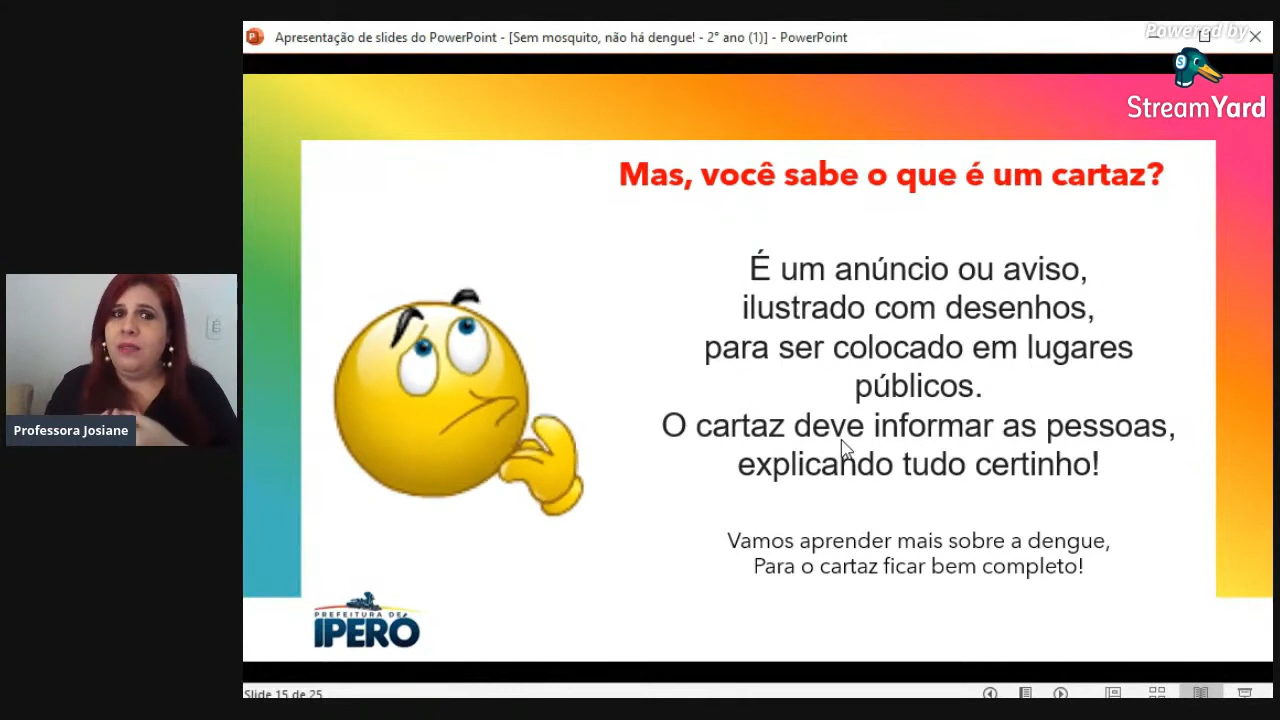 Apresentação de slides do PowerPoint - [Sem mosquito, não há dengue! - 2° ano (1)] - PowerPoint
Powered by
StreamYard
Mas, você sabe o que é um cartaz?
É um anúncio ou aviso,
ilustrado com desenhos,
para ser colocado em lugares
públicos.
O cartaz deve informar as pessoas,
explicando tudo certinho!
Vamos aprender mais sobre a dengue,
Para o cartaz ficar bem completo!
Professora Josiane
PREFEITURA DE
IPERÓ
Slide 15 de 25